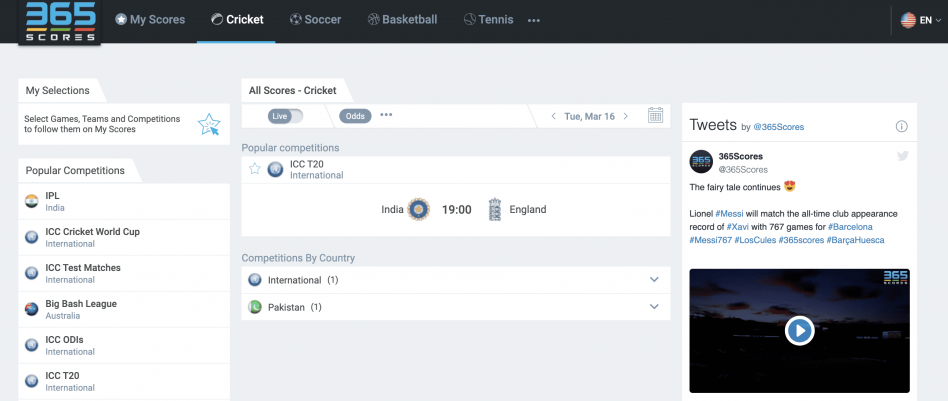 365
SCORES
My Scores
Cricket
Soccer
Basketball
Tennis
EN
My Selections
Select Games, Teams and Competitions
to follow them on My Scores
Popular Competitions
IPL
India
ICC Cricket World Cup
International
ICC Test Matches
International
Big Bash League
Australia
ICC ODIs
International
ICC T20
International
All Scores - Cricket
Live
Odds
Tue, Mar 16
Popular competitions
ICC T20
International
India 19:00 England
Competitions By Country
International (1)
Pakistan (1)
Tweets by @365Scores
365Scores
@365Scores
The fairy tale continues 😍
Lionel #Messi will match the all-time club appearance
record of #Xavi with 767 games for #Barcelona
#Messi767 #LosCules #365scores #BarçaHuesca
365
SCORES